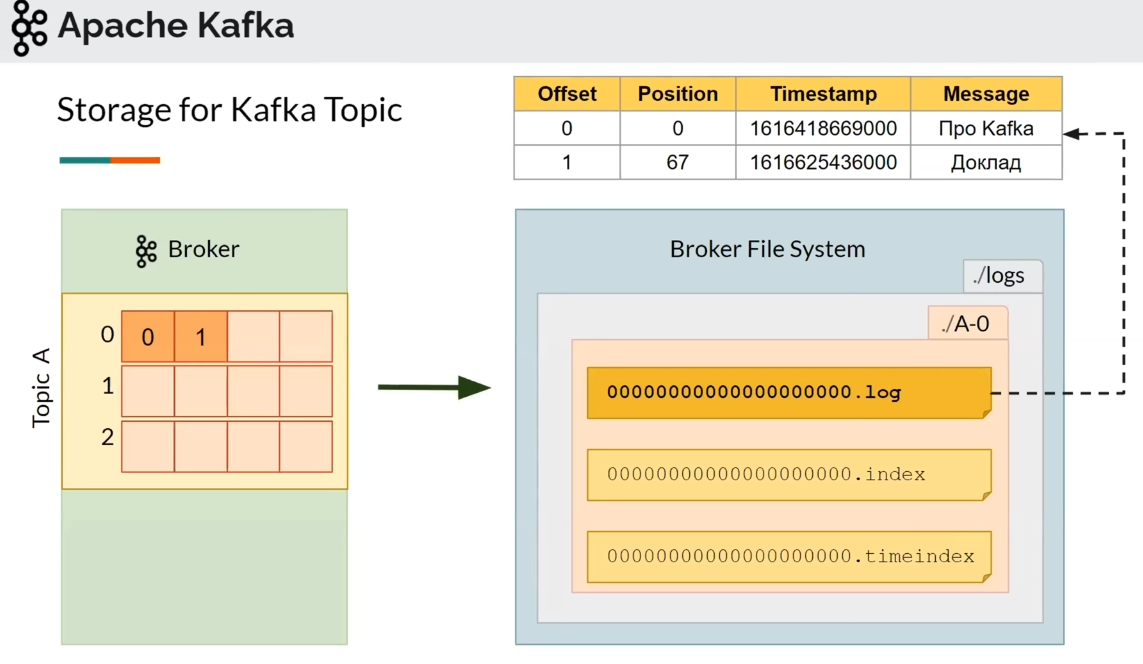 Apache Kafka
Storage for Kafka Topic
Offset Position Timestamp Message
0 0 1616418669000 Про Kafka
1 67 1616625436000 Доклад
Broker
Topic A
0 0 1
1
2
Broker File System
./logs
./A-0
00000000000000000000.log
00000000000000000000.index
00000000000000000000.timeindex